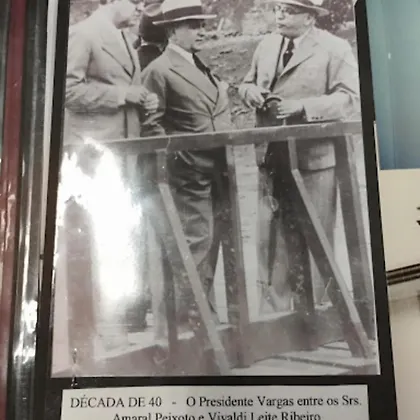 DÉCADA DE 40 - O Presidente Vargas entre os Srs.
Amaral Peixoto e Vivaldi Leite Ribeiro